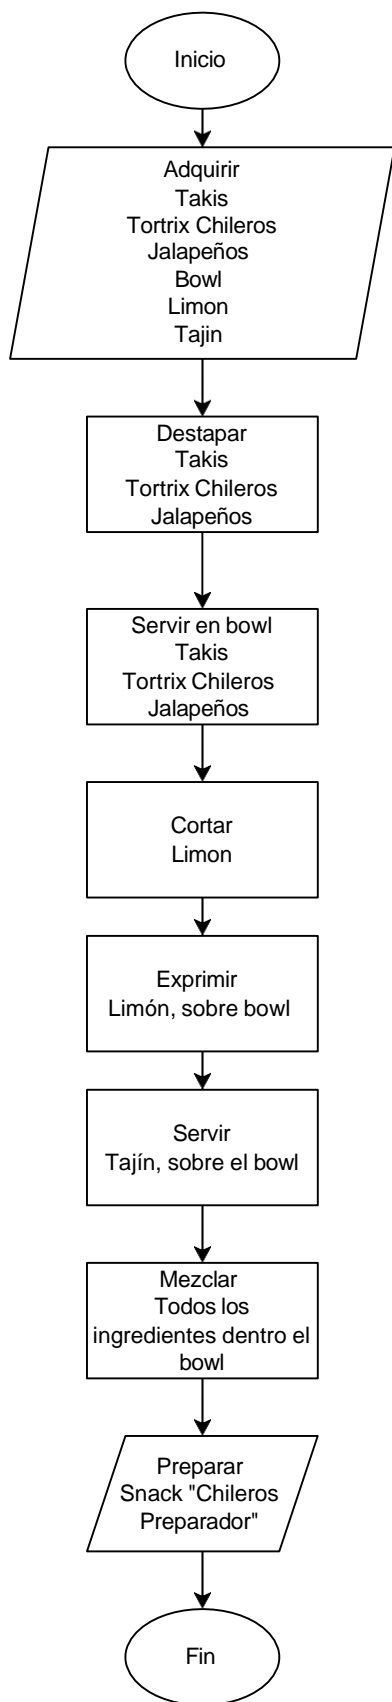 Inicio
Adquirir
Takis
Tortrix Chileros
Jalapeños
Bowl
Limon
Tajin
Destapar
Takis
Tortrix Chileros
Jalapeños
Servir en bowl
Takis
Tortrix Chileros
Jalapeños
Cortar
Limon
Exprimir
Limón, sobre bowl
Servir
Tajín, sobre el bowl
Mezclar
Todos los
ingredientes dentro el
bowl
Preparar
Snack "Chileros
Preparador"
Fin